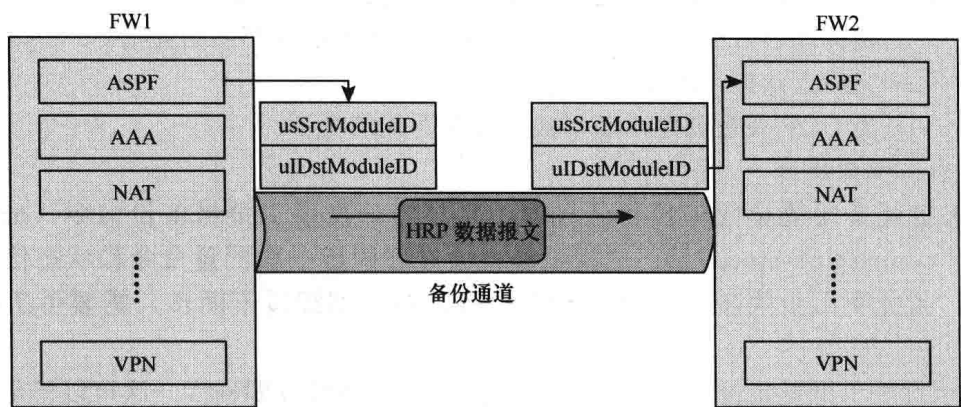 FW1
ASPF
AAA
NAT
VPN
usSrcModuleID
uIDstModuleID
HRP 数据报文
备份通道
usSrcModuleID
uIDstModuleID
FW2
ASPF
AAA
NAT
VPN